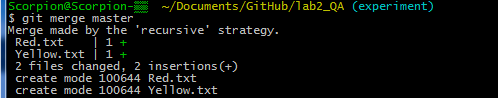 Scorpion@Scorpion-▒▒ ~/Documents/GitHub/lab2_QA (experiment)
$ git merge master
Merge made by the 'recursive' strategy.
 Red.txt    | 1 +
 Yellow.txt | 1 +
 2 files changed, 2 insertions(+)
 create mode 100644 Red.txt
 create mode 100644 Yellow.txt